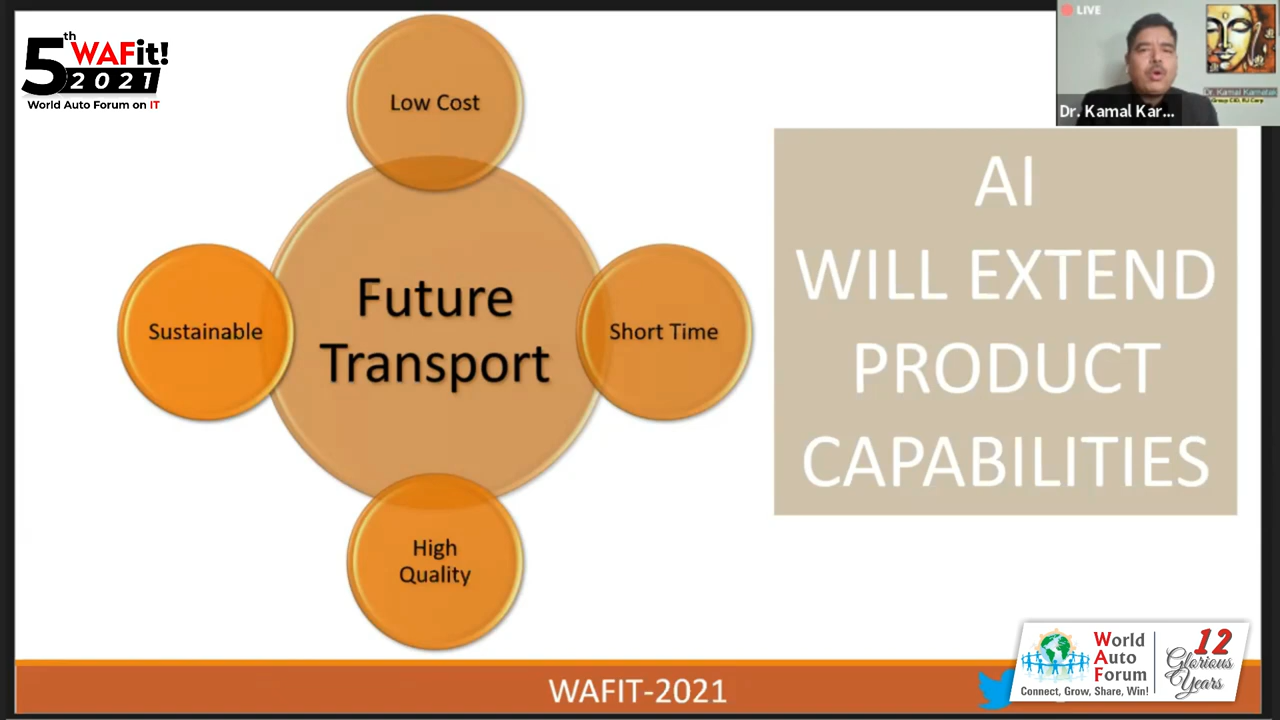 5th WAFit!
2021
World Auto Forum on IT
LIVE
Dr. Kamal Kar...
Low Cost
Future
Transport
Sustainable
Short Time
High
Quality
AI
WILL EXTEND
PRODUCT
CAPABILITIES
WAFIT-2021
World
Auto
Forum
Connect, Grow, Share, Win!
12
Glorious
Years